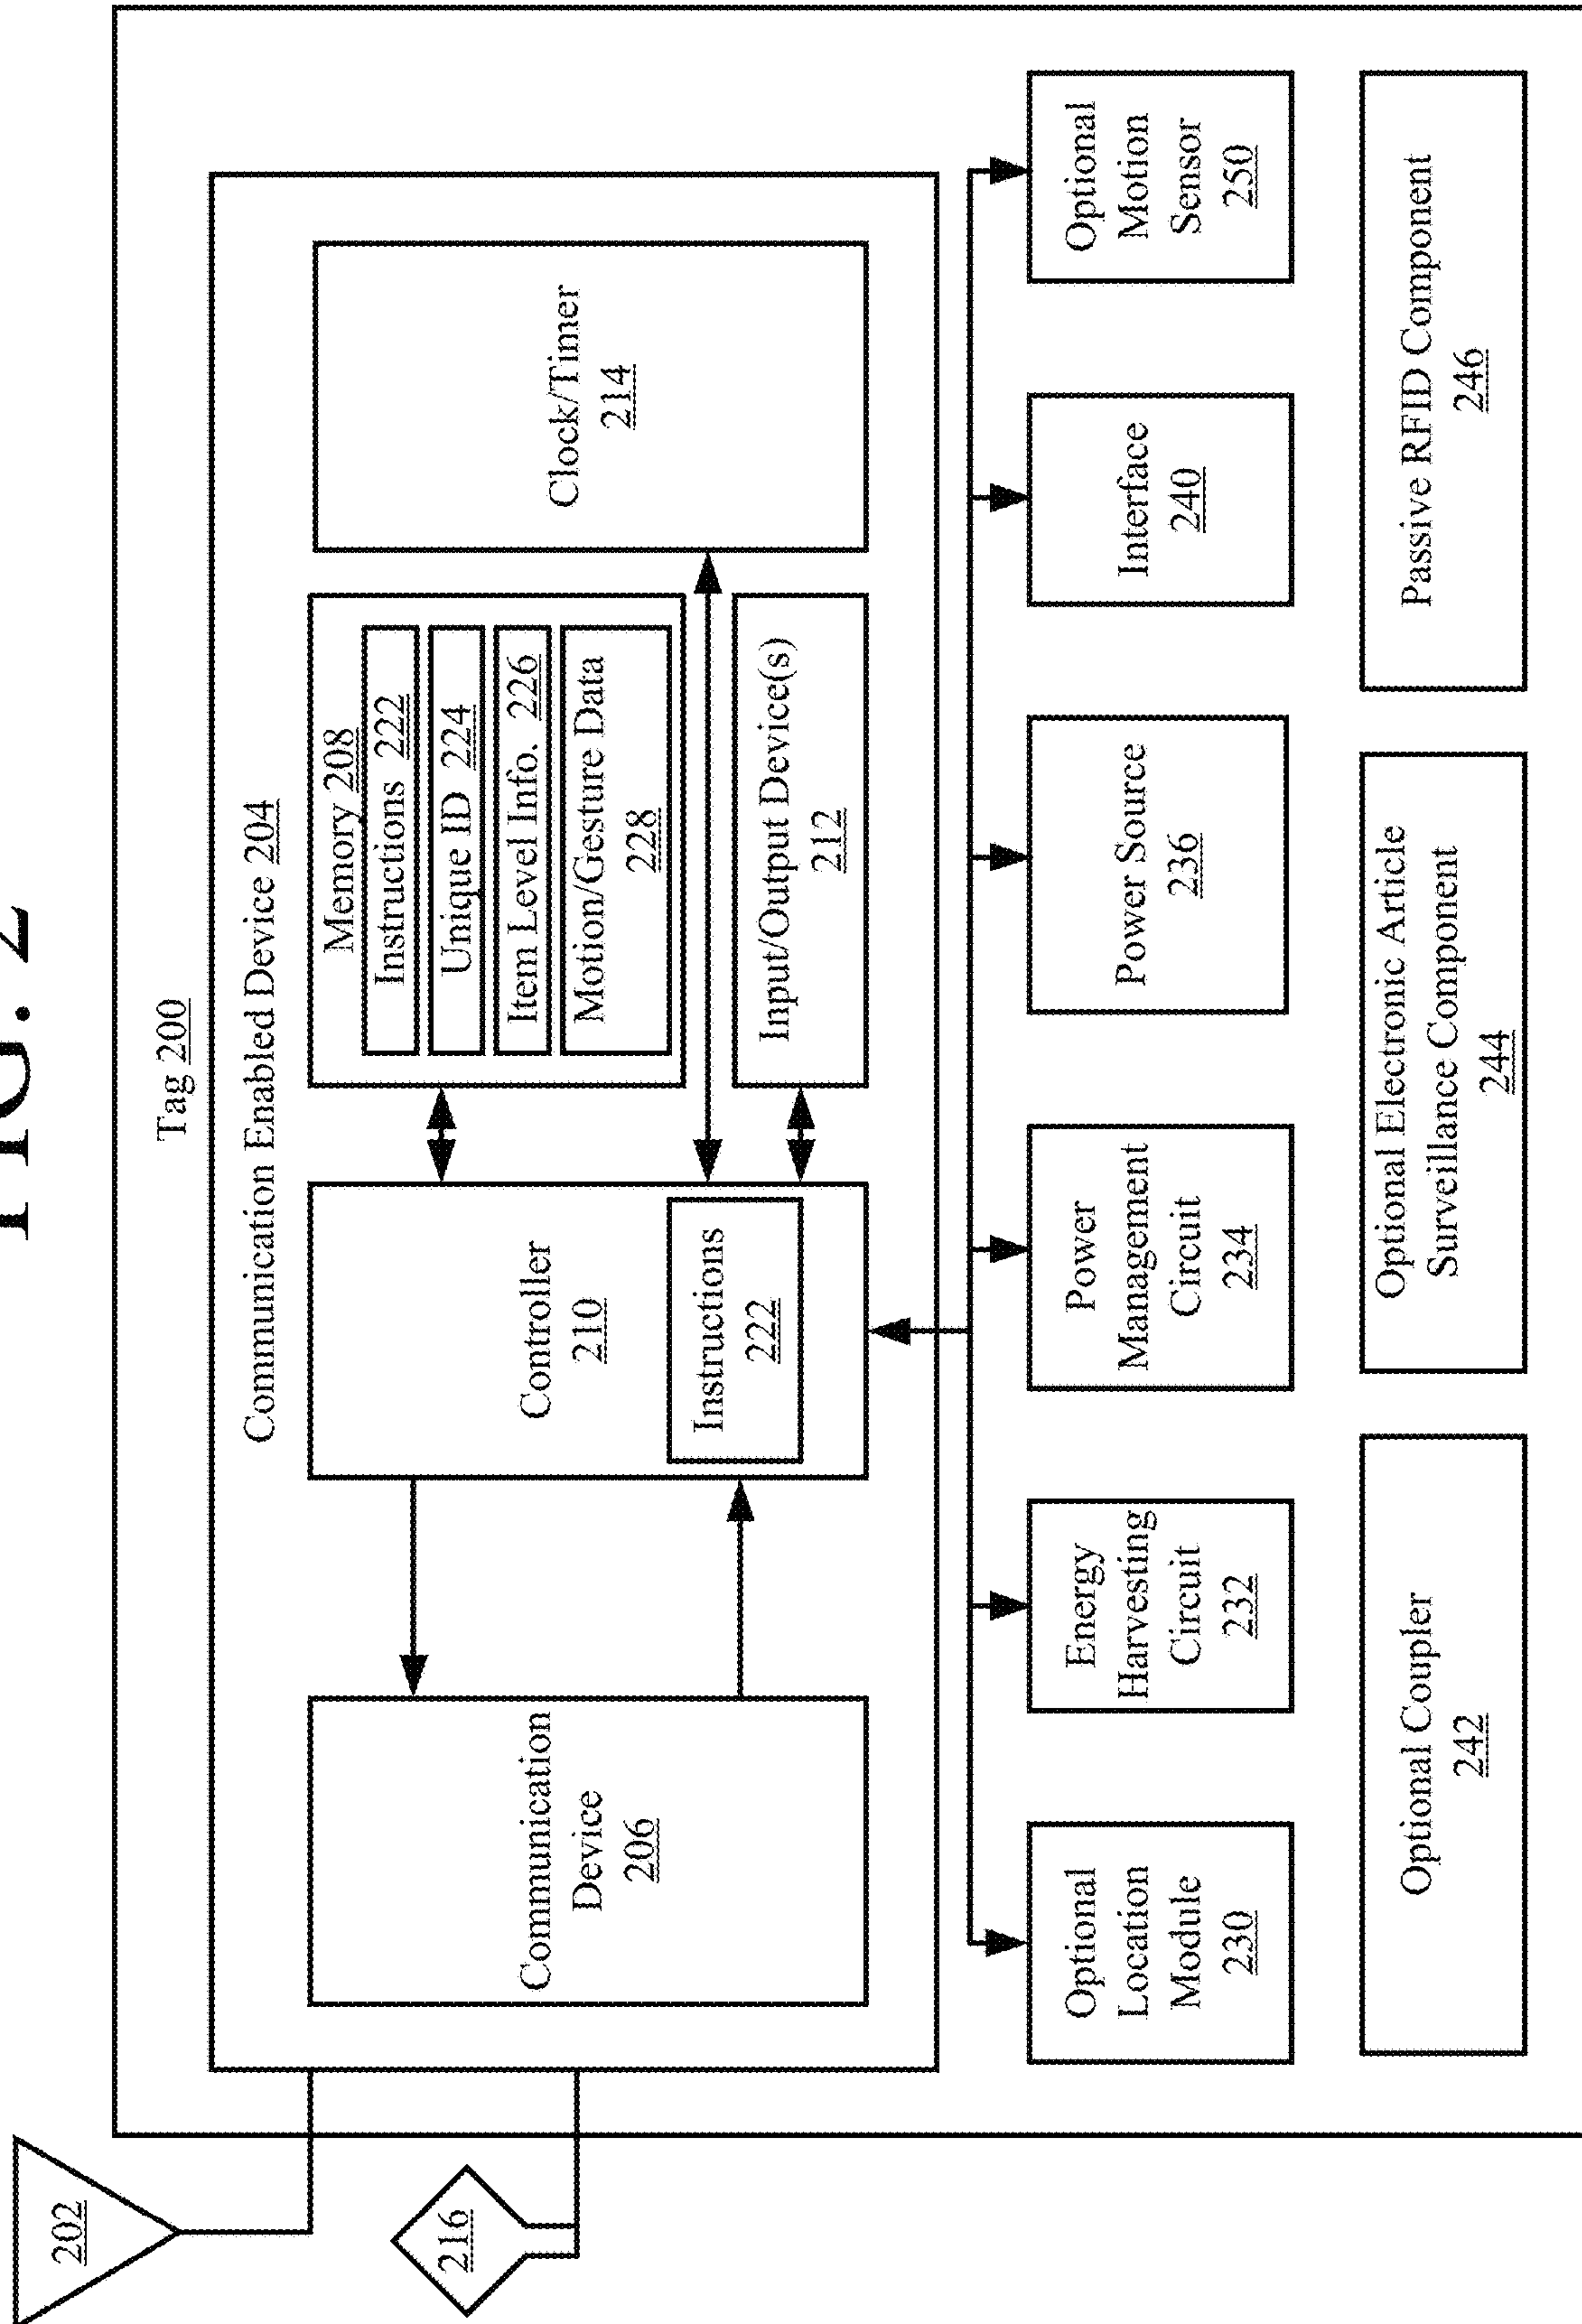 FIG. 2
Tag 200
Communication Enabled Device 204
202
216
Communication
Device
206
Controller
210
Instructions
222
Memory 208
Instructions 222
Unique ID 224
Item Level Info. 226
Motion/Gesture Data
228
Input/Output Device(s)
212
Clock/Timer
214
Optional
Location
Module
230
Energy
Harvesting
Circuit
232
Power
Management
Circuit
234
Power Source
236
Interface
240
Optional
Motion
Sensor
250
Optional Coupler
242
Optional Electronic Article
Surveillance Component
244
Passive RFID Component
246